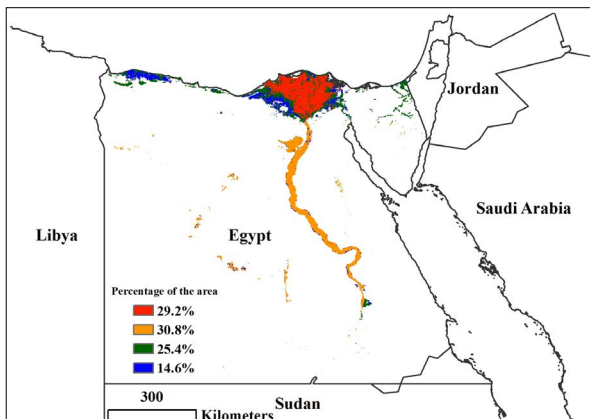 Jordan
Saudi Arabia
Libya
Egypt
Percentage of the area
29.2%
30.8%
25.4%
14.6%
300
Kilometers
Sudan